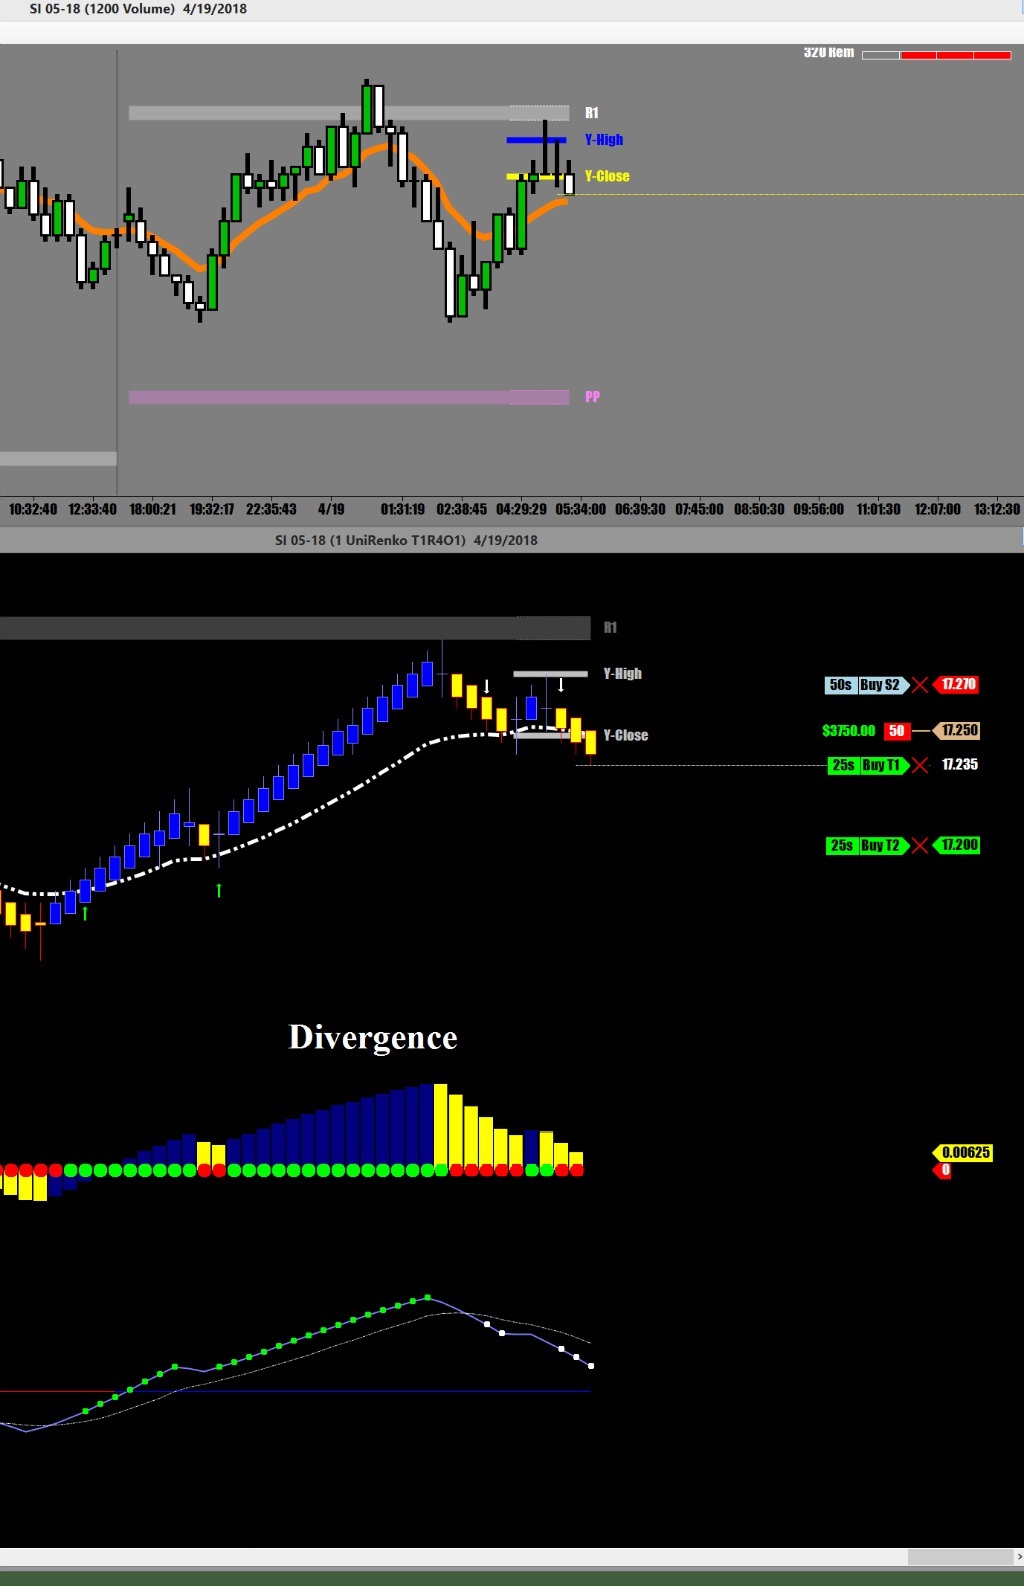 SI 05-18 (1200 Volume) 4/19/2018
320 Rem
R1
Y-High
Y-Close
PP
10:32:40 12:33:40 18:00:21 19:32:17 22:35:43 4/19 01:31:19 02:38:45 04:29:29 05:34:00 06:39:30 07:45:00 08:50:30 09:56:00 11:01:30 12:07:00 13:12:30
SI 05-18 (1 UniRenko T1R4O1) 4/19/2018
R1
Y-High
50s Buy S2 17.270
$3750.00 50 17.250
Y-Close
25s Buy T1 17.235
25s Buy T2 17.200
Divergence
0.00625
0